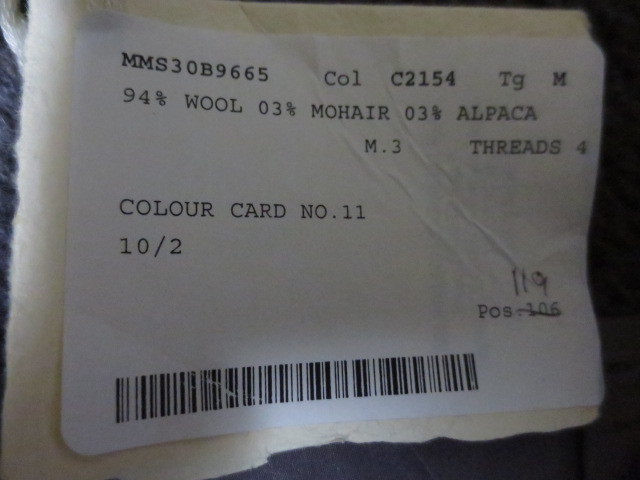 MMS30B9665 Col C2154 Tg M
94% WOOL 03% MOHAIR 03% ALPACA
M.3 THREADS 4
COLOUR CARD NO.11
10/2
119
Pos.106